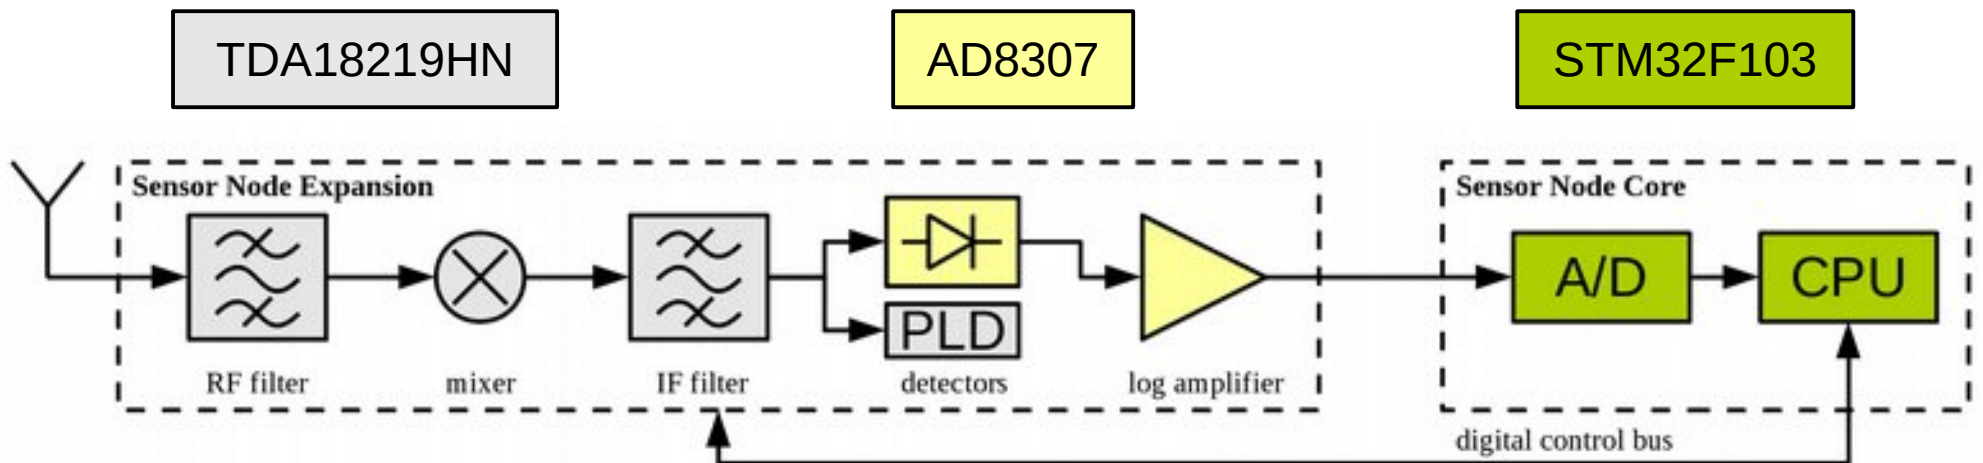 TDA18219HN
AD8307
STM32F103
Sensor Node Expansion
Sensor Node Core
A/D
CPU
PLD
RF filter
mixer
IF filter
detectors
log amplifier
digital control bus